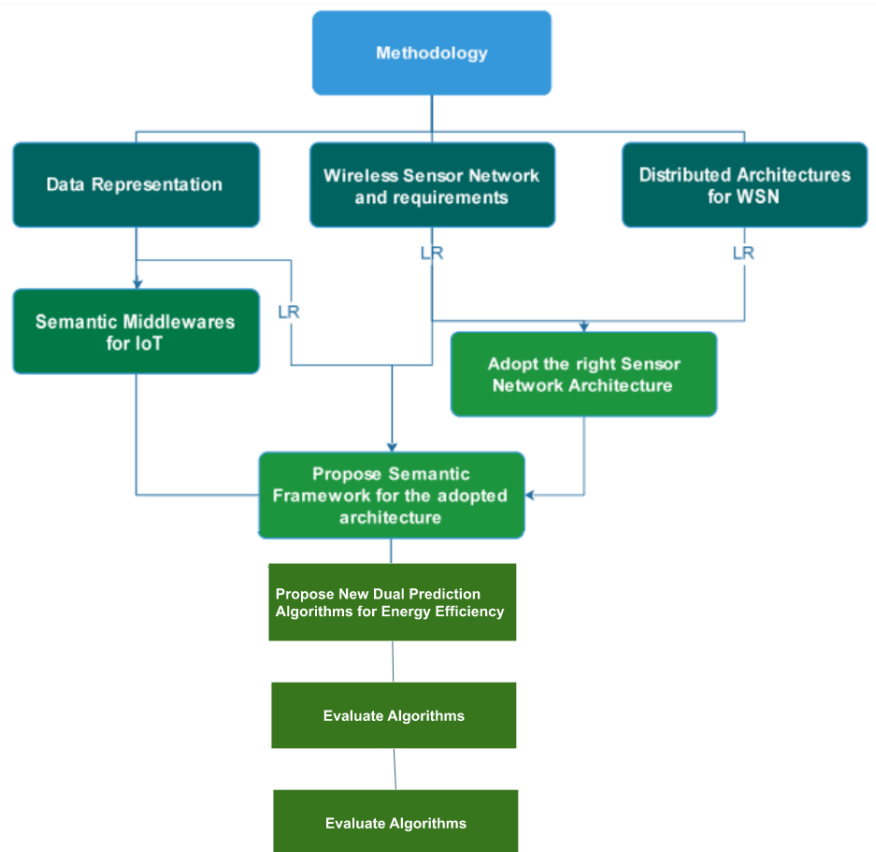 Methodology
Data Representation
Wireless Sensor Network
and requirements
Distributed Architectures
for WSN
LR
LR
Semantic Middlewares
for IoT
LR
Adopt the right Sensor
Network Architecture
Propose Semantic
Framework for the adopted
architecture
Propose New Dual Prediction
Algorithms for Energy Efficiency
Evaluate Algorithms
Evaluate Algorithms